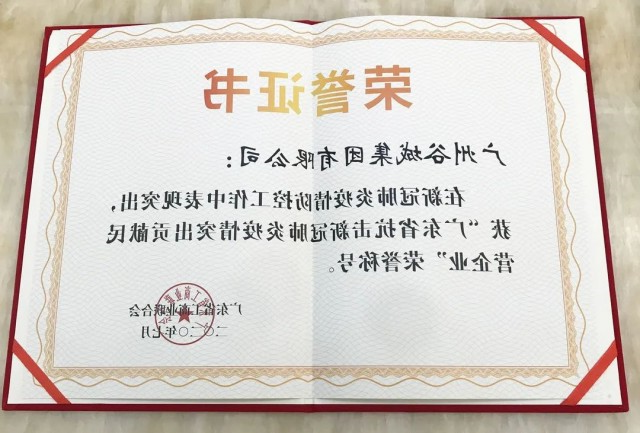 荣誉证书
广州谷城集团有限公司：
在新冠肺炎疫情防控工作中表现突出，
获“广东省抗击新冠肺炎疫情突出贡献民
营企业”荣誉称号。
广东省工商业联合会
二〇二〇年七月